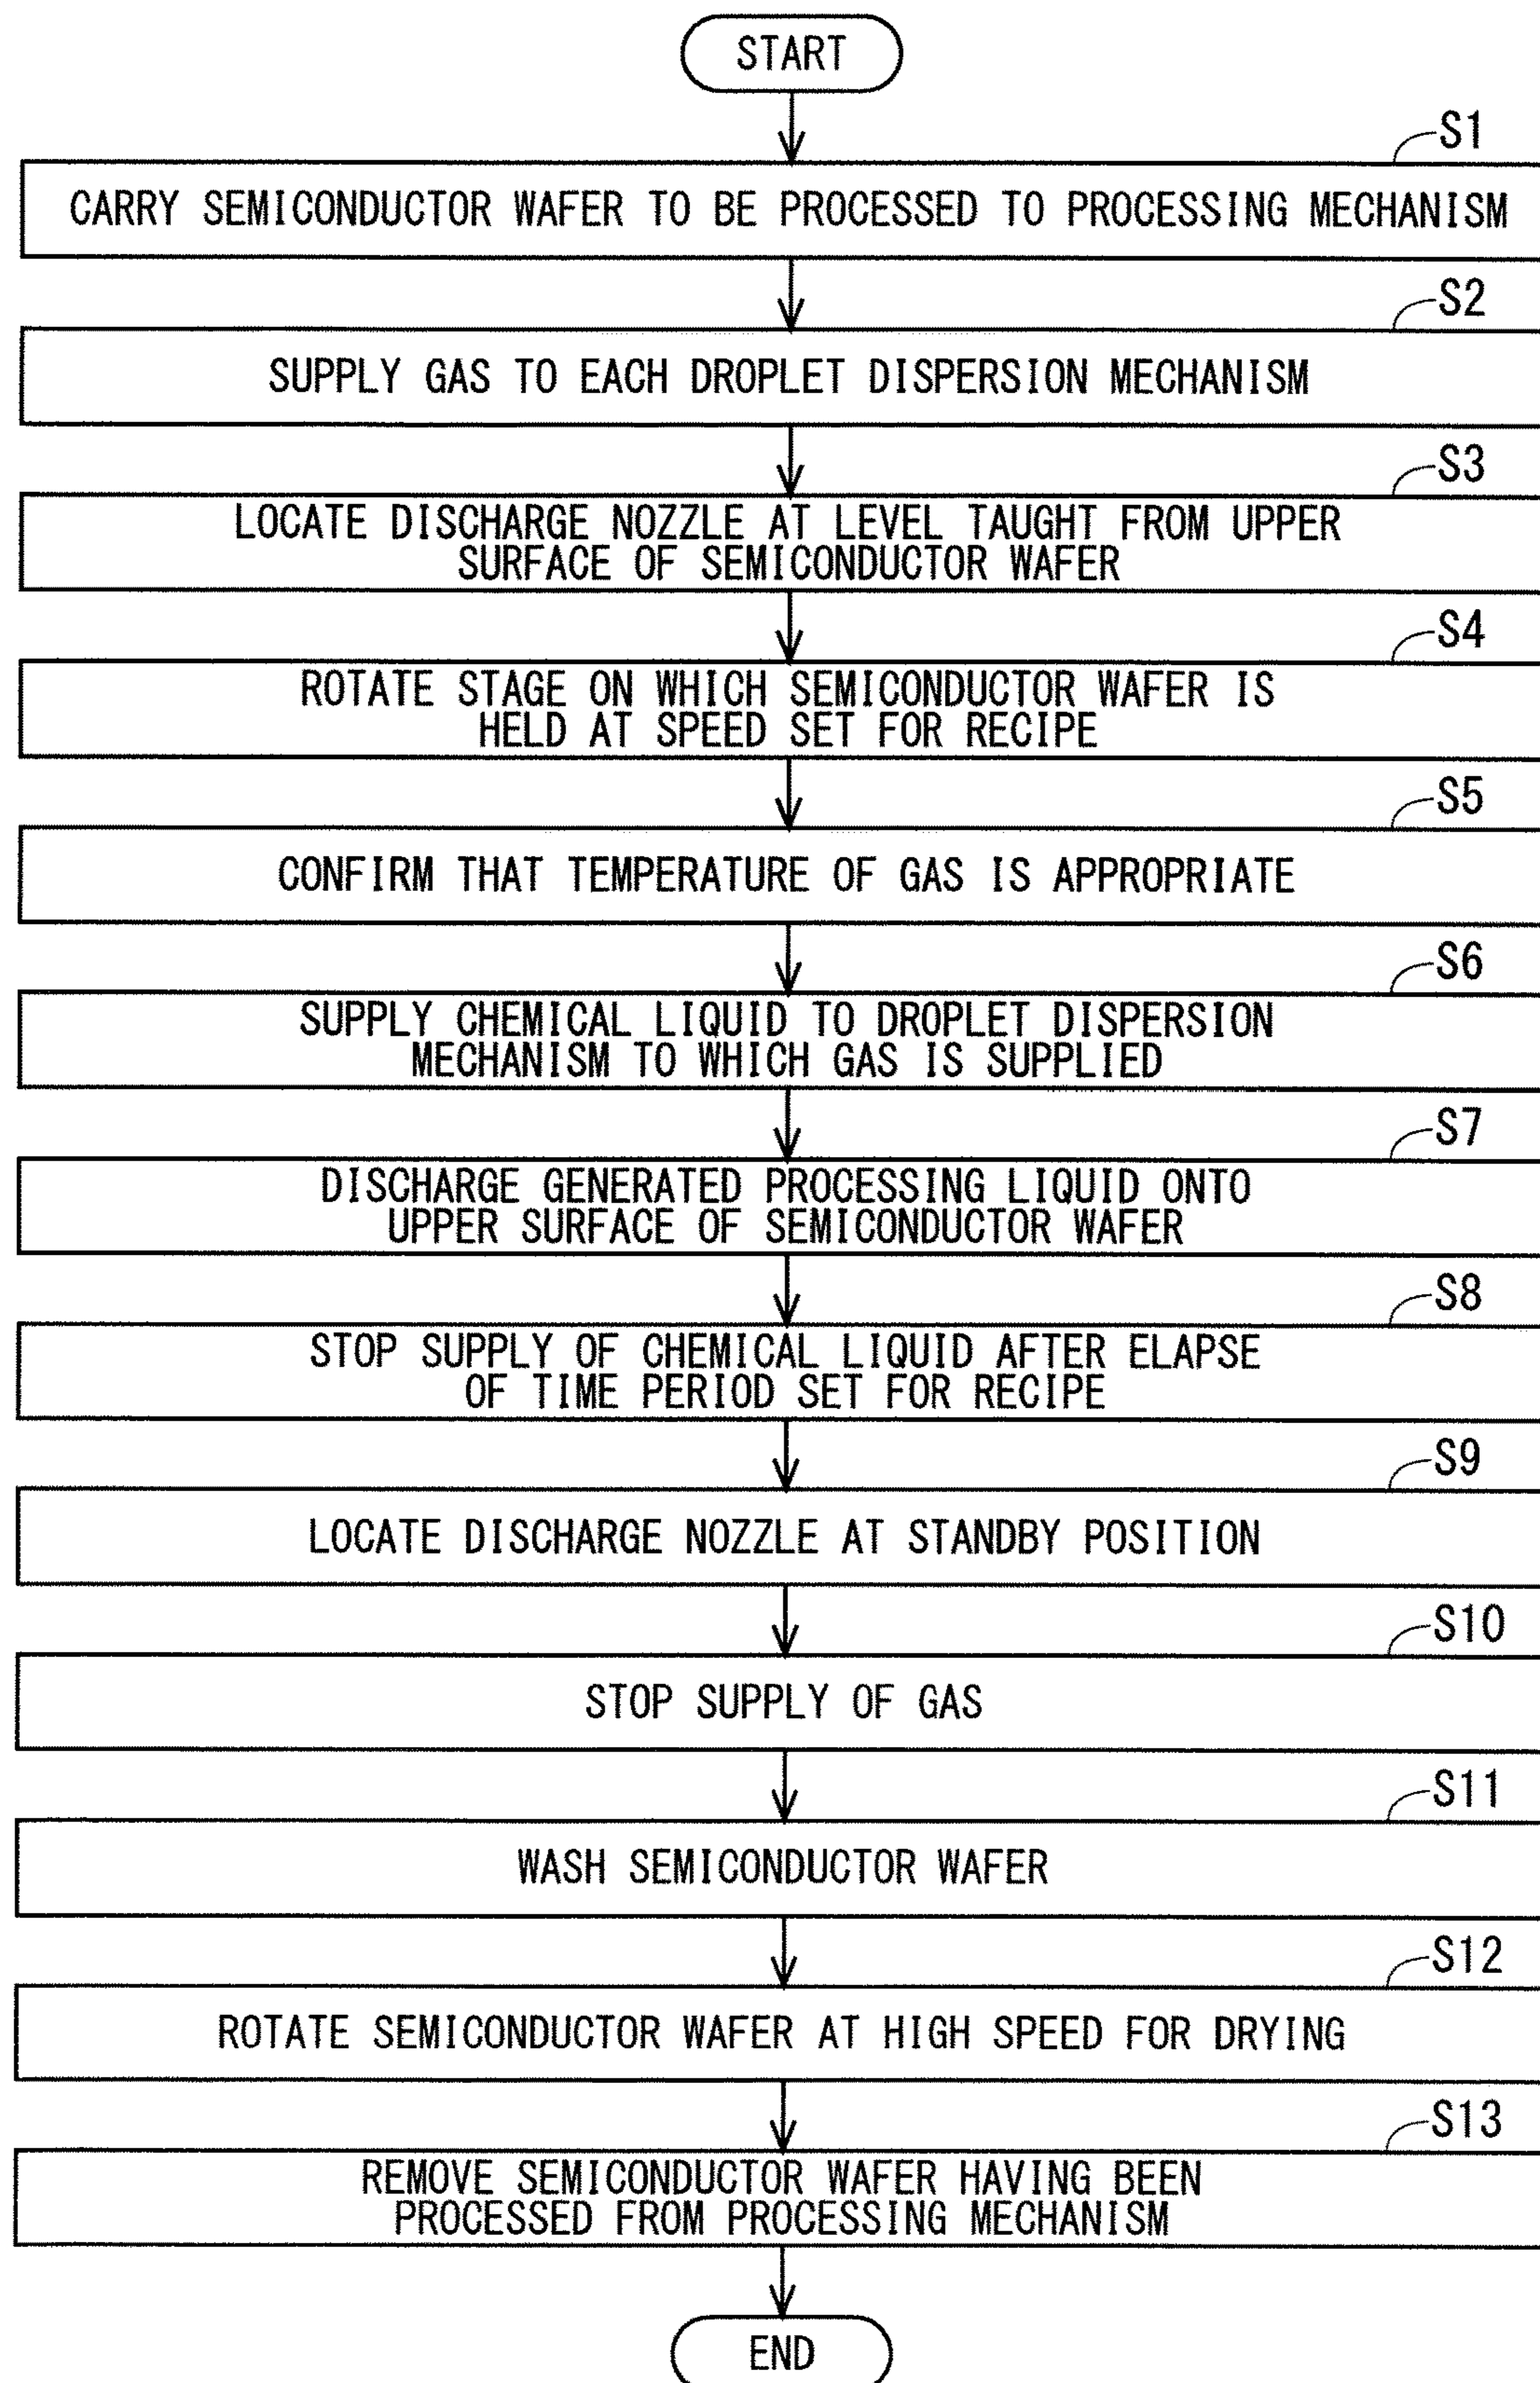 START
S1
CARRY SEMICONDUCTOR WAFER TO BE PROCESSED TO PROCESSING MECHANISM
S2
SUPPLY GAS TO EACH DROPLET DISPERSION MECHANISM
S3
LOCATE DISCHARGE NOZZLE AT LEVEL TAUGHT FROM UPPER
SURFACE OF SEMICONDUCTOR WAFER
S4
ROTATE STAGE ON WHICH SEMICONDUCTOR WAFER IS
HELD AT SPEED SET FOR RECIPE
S5
CONFIRM THAT TEMPERATURE OF GAS IS APPROPRIATE
S6
SUPPLY CHEMICAL LIQUID TO DROPLET DISPERSION
MECHANISM TO WHICH GAS IS SUPPLIED
S7
DISCHARGE GENERATED PROCESSING LIQUID ONTO
UPPER SURFACE OF SEMICONDUCTOR WAFER
S8
STOP SUPPLY OF CHEMICAL LIQUID AFTER ELAPSE
OF TIME PERIOD SET FOR RECIPE
S9
LOCATE DISCHARGE NOZZLE AT STANDBY POSITION
S10
STOP SUPPLY OF GAS
S11
WASH SEMICONDUCTOR WAFER
S12
ROTATE SEMICONDUCTOR WAFER AT HIGH SPEED FOR DRYING
S13
REMOVE SEMICONDUCTOR WAFER HAVING BEEN
PROCESSED FROM PROCESSING MECHANISM
END